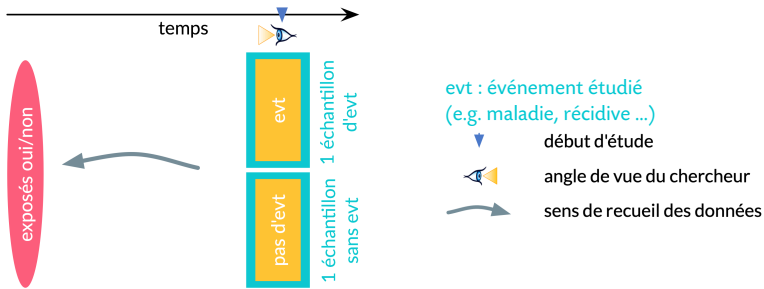 temps
exposés oui/non
evt
1 échantillon
d'evt
pas d'evt
1 échantillon
sans evt
evt : événement étudié
(e.g. maladie, récidive ...)
début d'étude
angle de vue du chercheur
sens de recueil des données